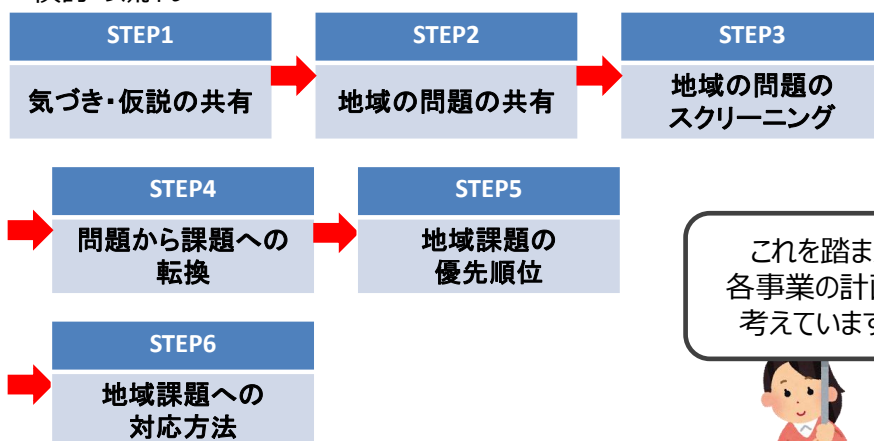 STEP1
気づき・仮説の共有
STEP2
地域の問題の共有
STEP3
地域の問題の
スクリーニング
STEP4
問題から課題への
転換
STEP5
地域課題の
優先順位
STEP6
地域課題への
対応方法
これを踏ま
各事業の計
考えています